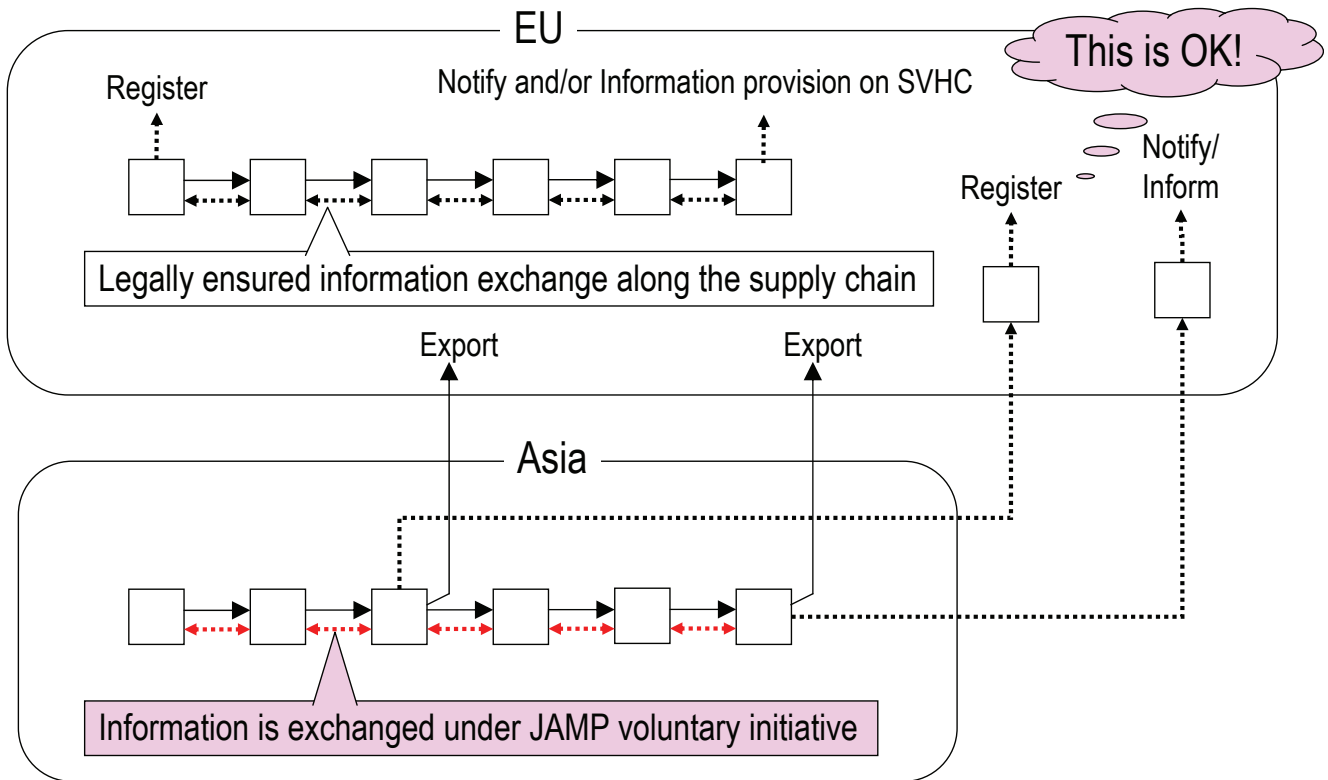 EU
This is OK!
Register
Notify and/or Information provision on SVHC
Notify/
Inform
Register
Legally ensured information exchange along the supply chain
Export
Export
Asia
Information is exchanged under JAMP voluntary initiative